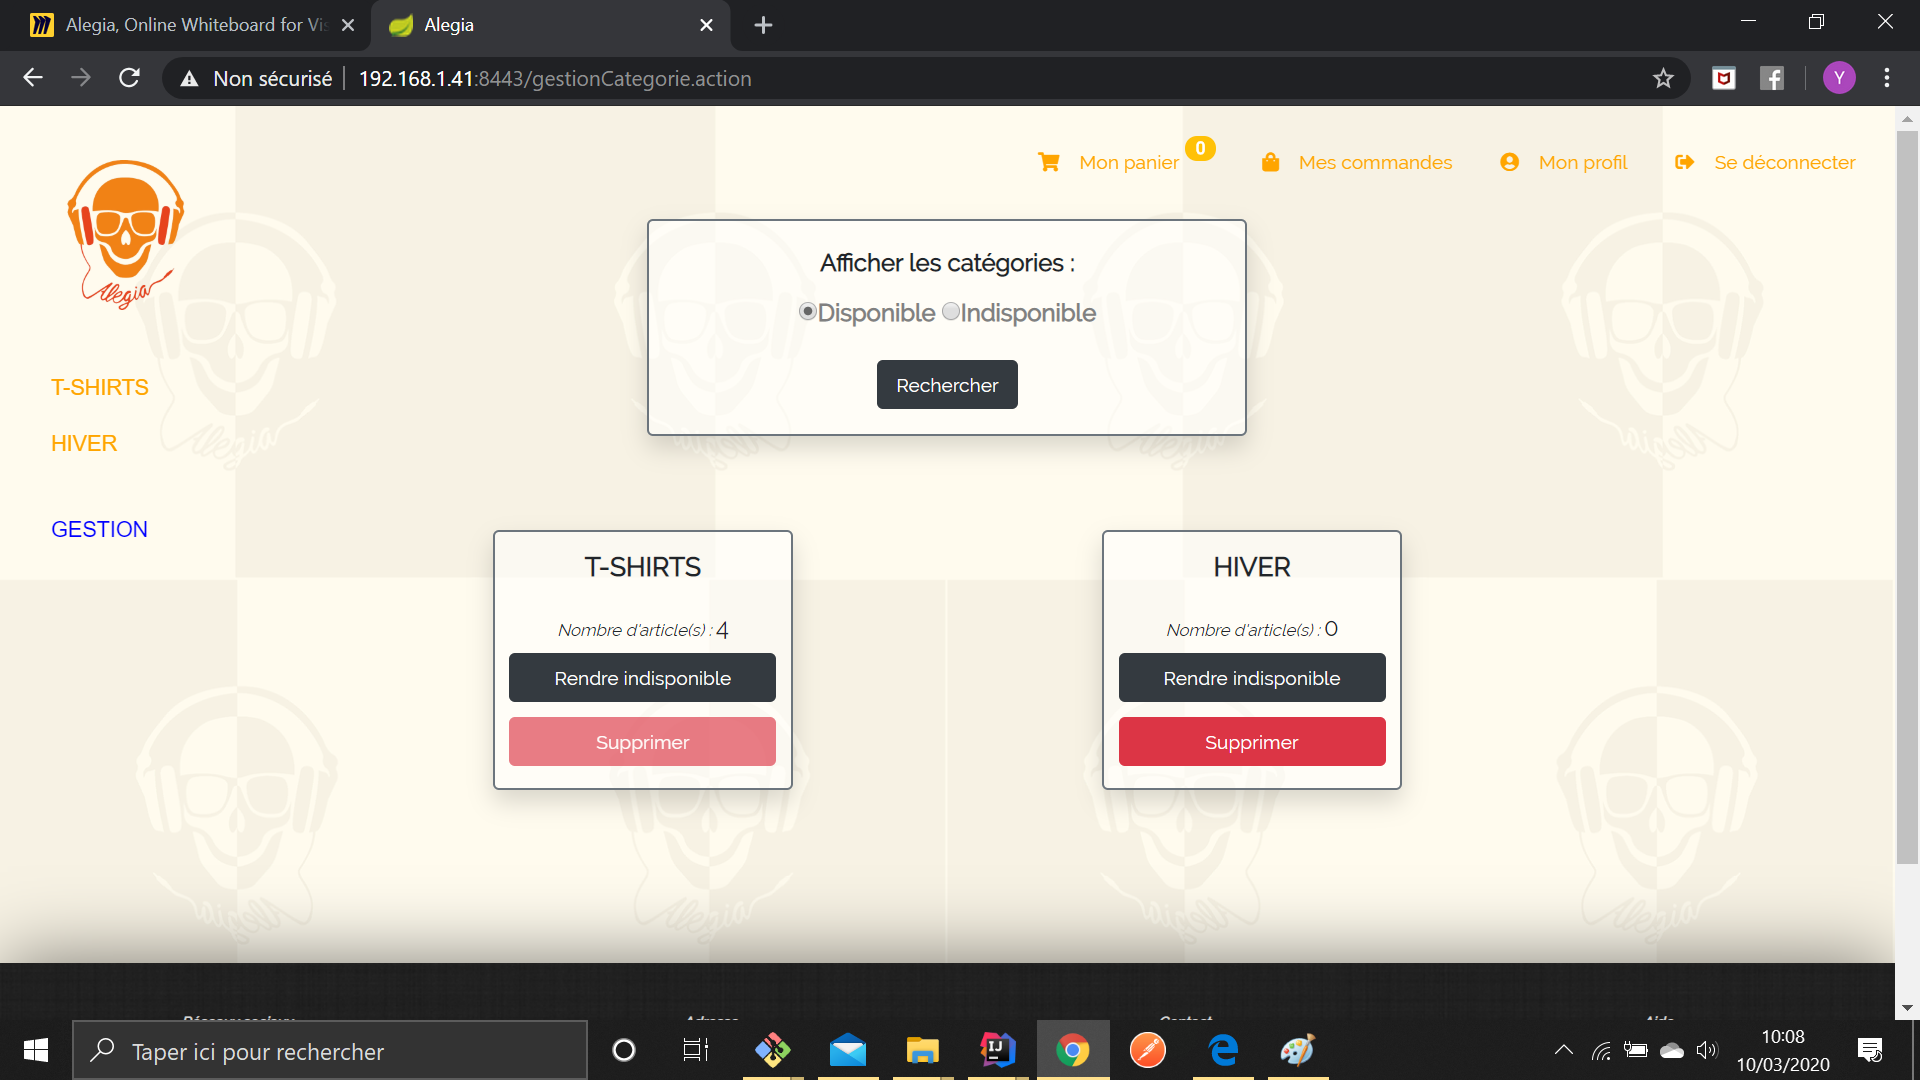 Alegia, Online Whiteboard for Vis
Alegia
Non sécurisé 192.168.1.41:8443/gestionCategorie.action
Y
Mon panier 0 Mes commandes Mon profil Se déconnecter
Alegia
Afficher les catégories :
Disponible Indisponible
Rechercher
T-SHIRTS
HIVER
GESTION
T-SHIRTS
Nombre d'article(s) : 4
Rendre indisponible
Supprimer
HIVER
Nombre d'article(s) : 0
Rendre indisponible
Supprimer
Taper ici pour rechercher
10:08
10/03/2020